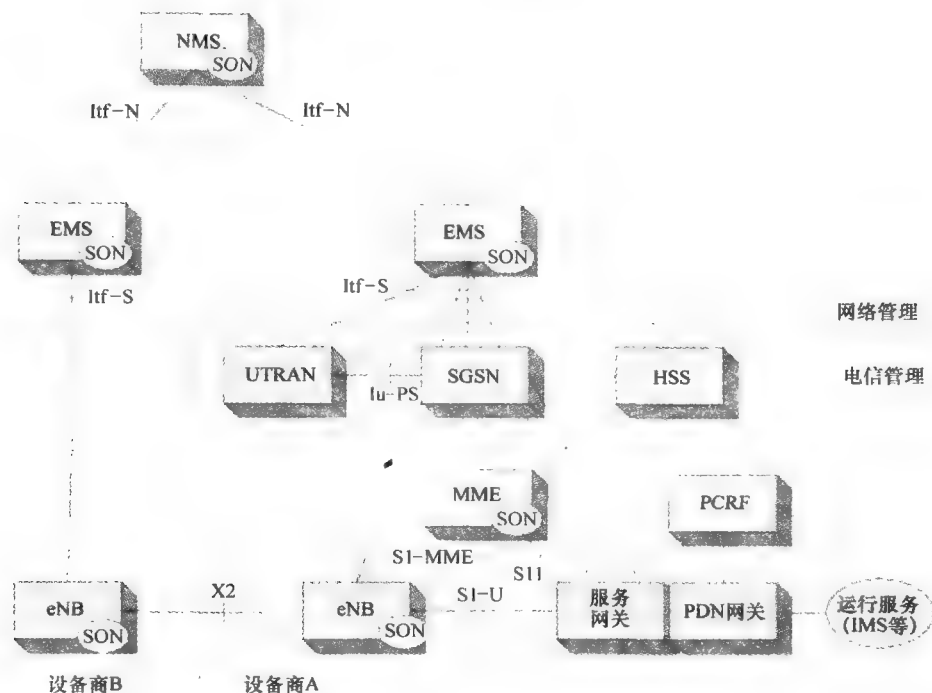 NMS.
SON
Itf-N
Itf-N
EMS
SON
EMS
SON
Itf-S
Itf-S
网络管理
UTRAN
Iu-PS
SGSN
HSS
电信管理
MME
SON
PCRF
S1-MME
S11
X2
S1-U
eNB
SON
eNB
SON
服务
网关
PDN网关
运行服务
(IMS等)
设备商B
设备商A